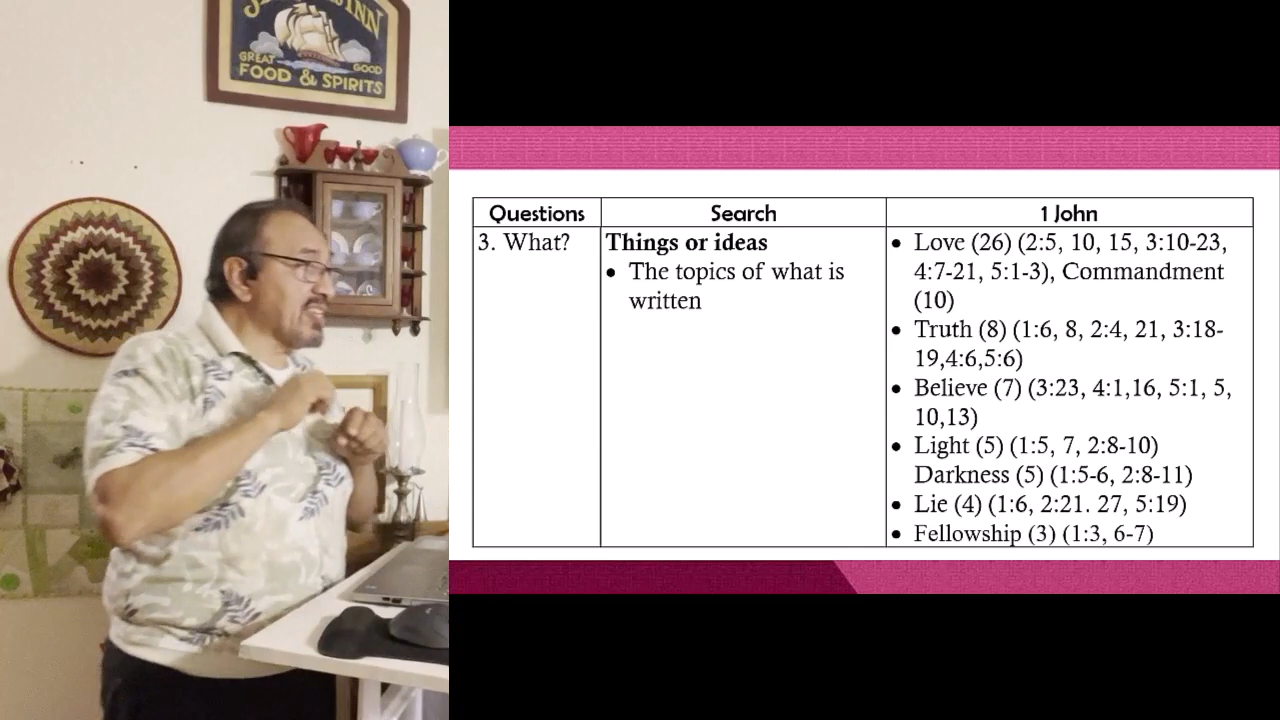 INN
GREAT GOOD
FOOD & SPIRITS
Questions Search 1 John
3. What? Things or ideas
• The topics of what is
written
• Love (26) (2:5, 10, 15, 3:10-23,
4:7-21, 5:1-3), Commandment
(10)
• Truth (8) (1:6, 8, 2:4, 21, 3:18-
19,4:6,5:6)
• Believe (7) (3:23, 4:1,16, 5:1, 5,
10,13)
• Light (5) (1:5, 7, 2:8-10)
Darkness (5) (1:5-6, 2:8-11)
• Lie (4) (1:6, 2:21. 27, 5:19)
• Fellowship (3) (1:3, 6-7)